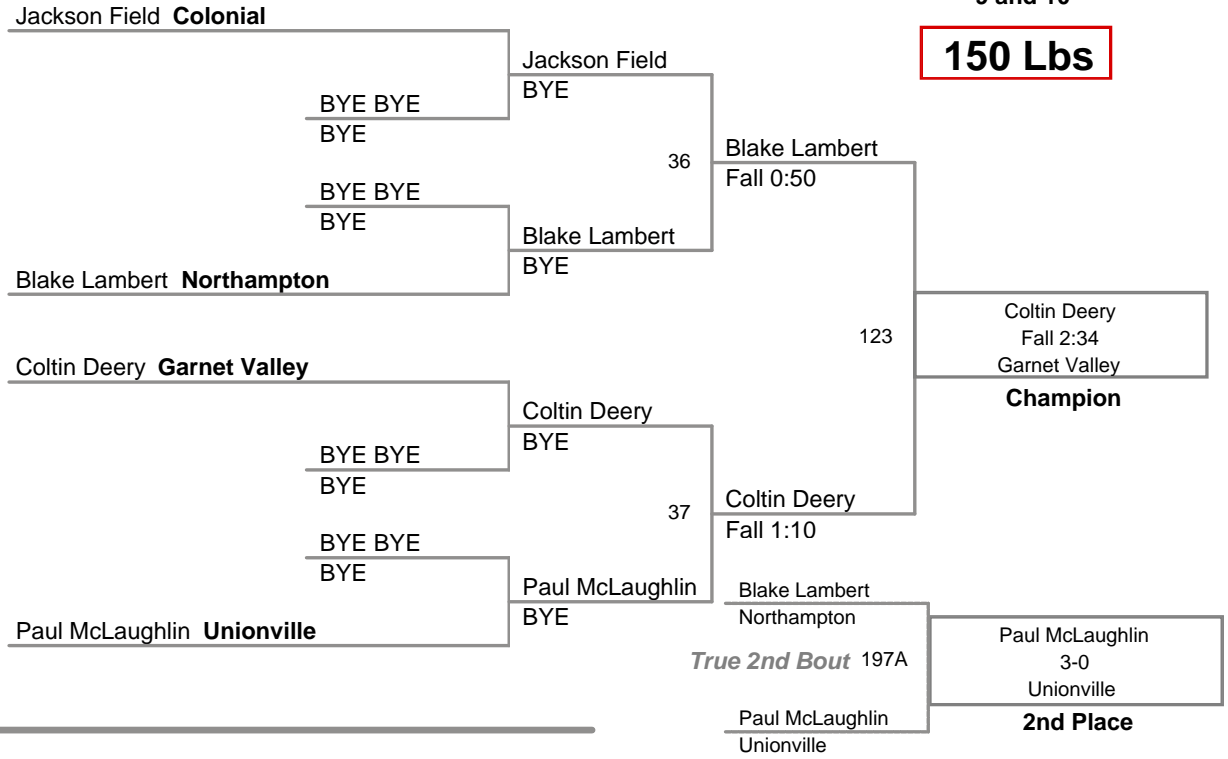 Jackson Field Colonial
150 Lbs
Jackson Field
BYE
BYE BYE
BYE
36
Blake Lambert
Fall 0:50
BYE BYE
BYE
Blake Lambert
BYE
Blake Lambert Northampton
123
Coltin Deery
Fall 2:34
Garnet Valley
Champion
Coltin Deery Garnet Valley
Coltin Deery
BYE
BYE BYE
BYE
37
Coltin Deery
Fall 1:10
BYE BYE
BYE
Paul McLaughlin
BYE
Paul McLaughlin Unionville
Blake Lambert
Northampton
True 2nd Bout 197A
Paul McLaughlin
3-0
Unionville
2nd Place
Paul McLaughlin
Unionville